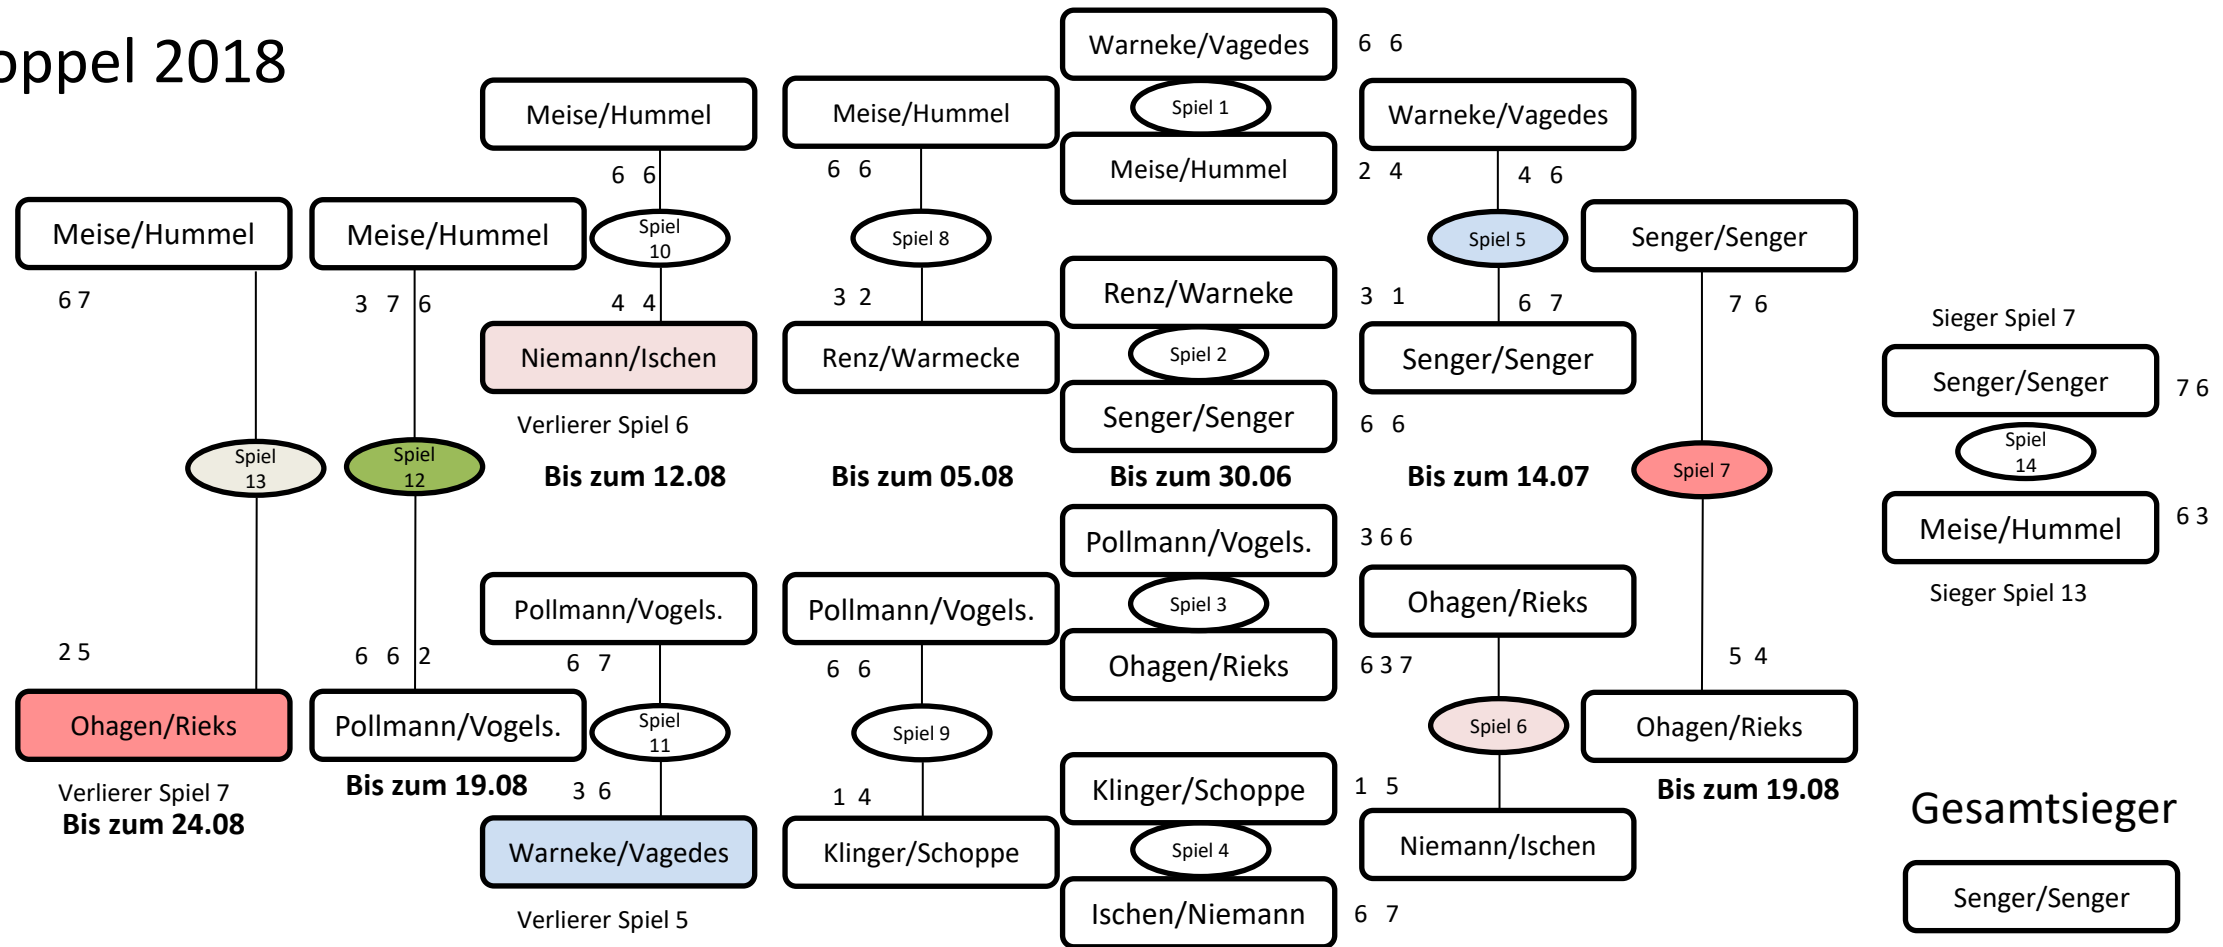 oppel 2018
Meise/Hummel
6 7
Spiel
13
2 5
Ohagen/Rieks
Verlierer Spiel 7
Bis zum 24.08
Meise/Hummel
3 7 6
Spiel
12
6 6 2
Pollmann/Vogels.
Bis zum 19.08
Meise/Hummel
6 6
Spiel
10
4 4
Niemann/Ischen
Verlierer Spiel 6
Bis zum 12.08
Pollmann/Vogels.
6 7
Spiel
11
3 6
Warneke/Vagedes
Verlierer Spiel 5
Meise/Hummel
6 6
Spiel 8
3 2
Renz/Warmecke
Bis zum 05.08
Pollmann/Vogels.
6 6
Spiel 9
1 4
Klinger/Schoppe
Warneke/Vagedes
6 6
Spiel 1
Meise/Hummel
2 4
Renz/Warneke
3 1
Spiel 2
Senger/Senger
6 6
Bis zum 30.06
Pollmann/Vogels.
3 6 6
Spiel 3
Ohagen/Rieks
6 3 7
Klinger/Schoppe
1 5
Spiel 4
Ischen/Niemann
6 7
Warneke/Vagedes
4 6
Spiel 5
6 7
Senger/Senger
Bis zum 14.07
Ohagen/Rieks
Spiel 6
Niemann/Ischen
Senger/Senger
7 6
Spiel 7
5 4
Ohagen/Rieks
Bis zum 19.08
Sieger Spiel 7
Senger/Senger
7 6
Spiel
14
Meise/Hummel
6 3
Sieger Spiel 13
Gesamtsieger
Senger/Senger